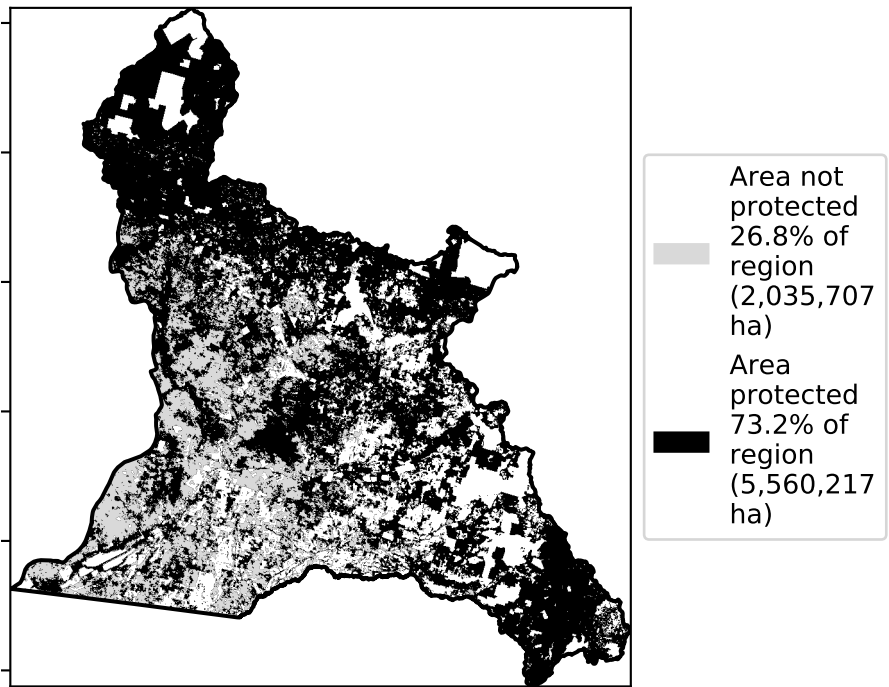 Area not
protected
26.8% of
region
(2,035,707
ha)
Area
protected
73.2% of
region
(5,560,217
ha)